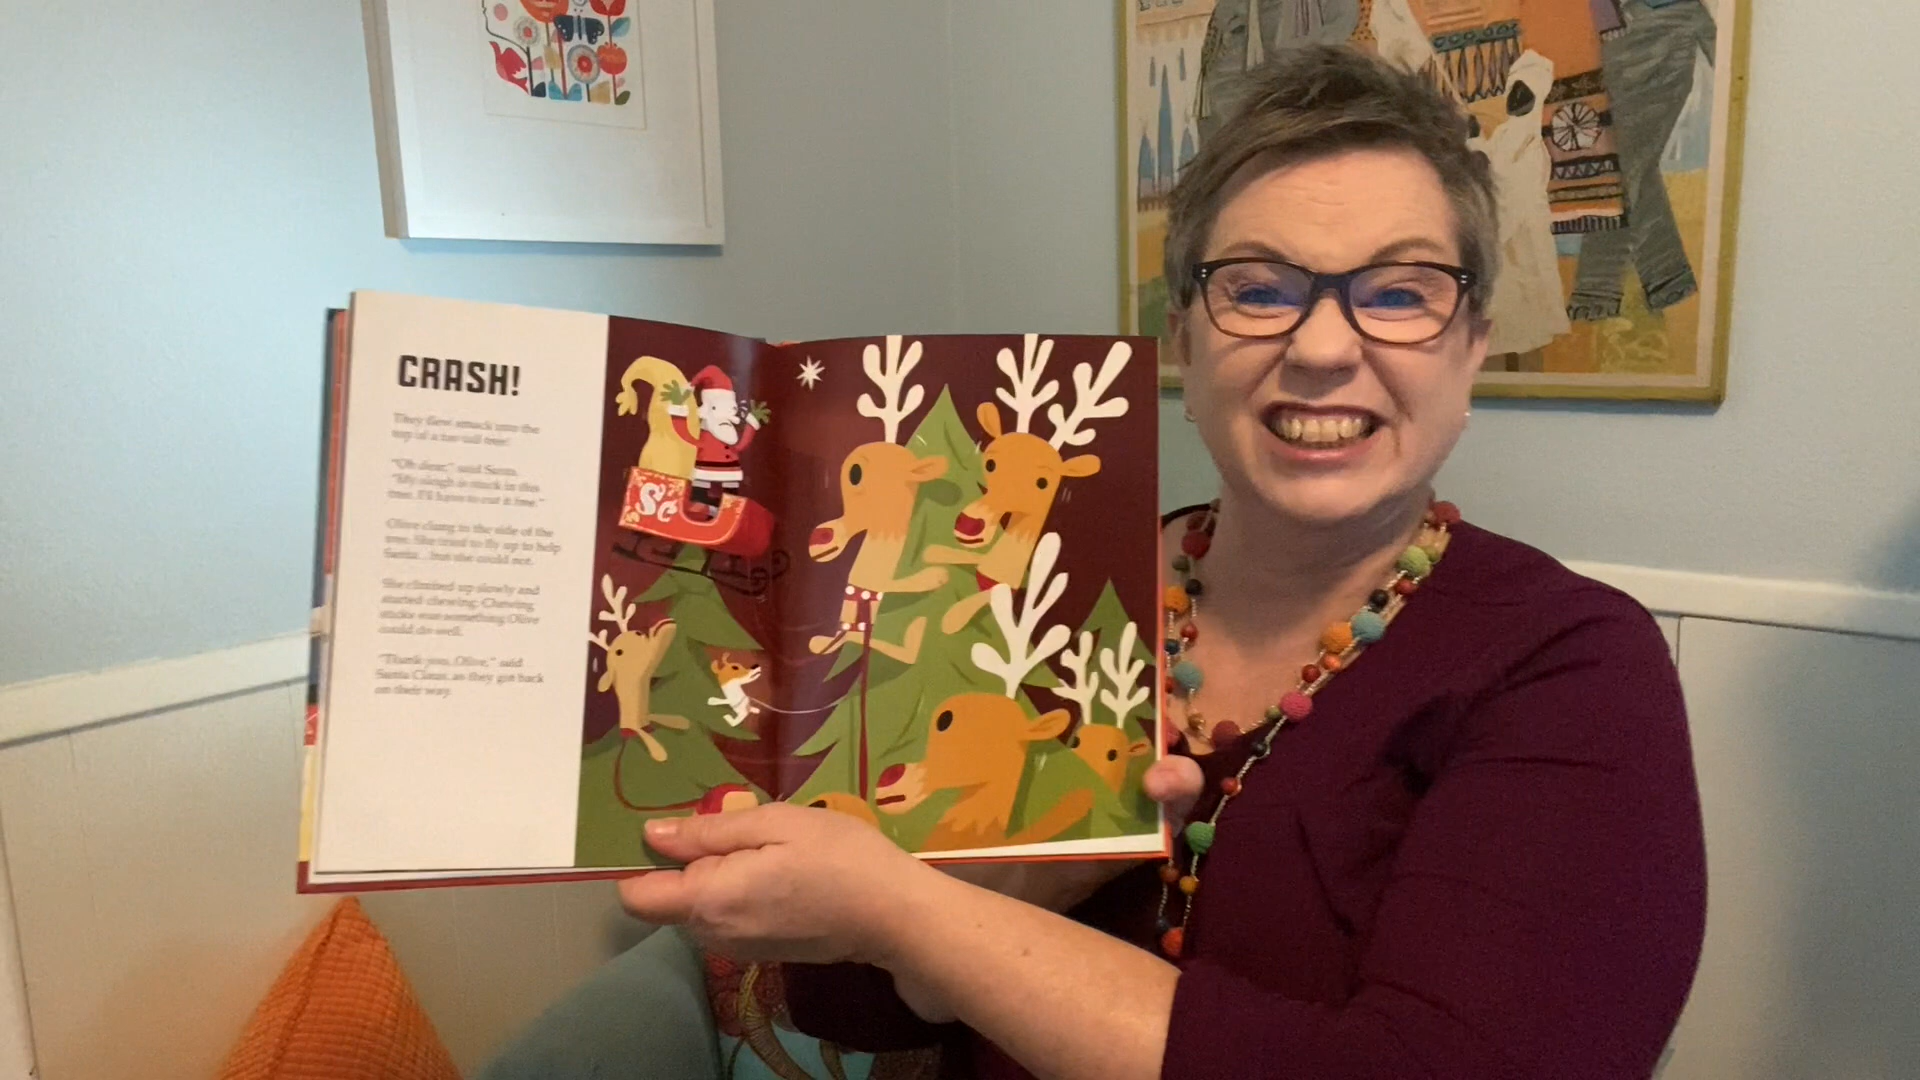 CRASH!
They flew smack into the
top of a too tall tree!
"Oh dear," said Santa.
"My sleigh is stuck in this
tree. I'll have to cut it free."
Olive clung to the side of the
tree. She tried to fly up to help
Santa... but she could not.
She climbed up slowly and
started chewing. Chewing
sticks was something Olive
could do well.
"Thank you, Olive," said
Santa Claus, as they got back
on their way.
SC